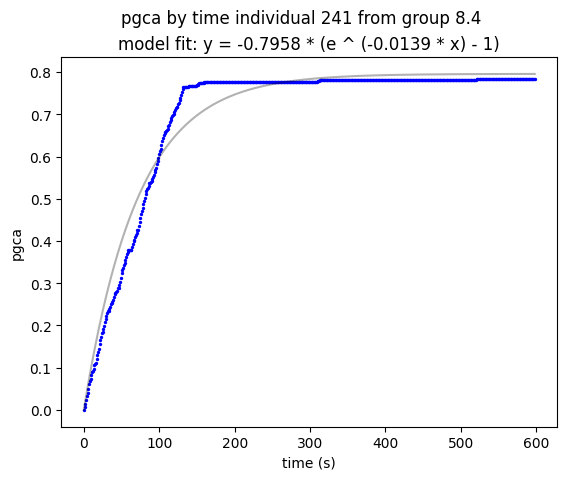 pgca by time individual 241 from group 8.4
model fit: y = -0.7958 * (e ^ (-0.0139 * x) - 1)
0.8
0.7
0.6
0.5
0.4
0.3
0.2
0.1
0.0
pgca
0 100 200 300 400 500 600
time (s)